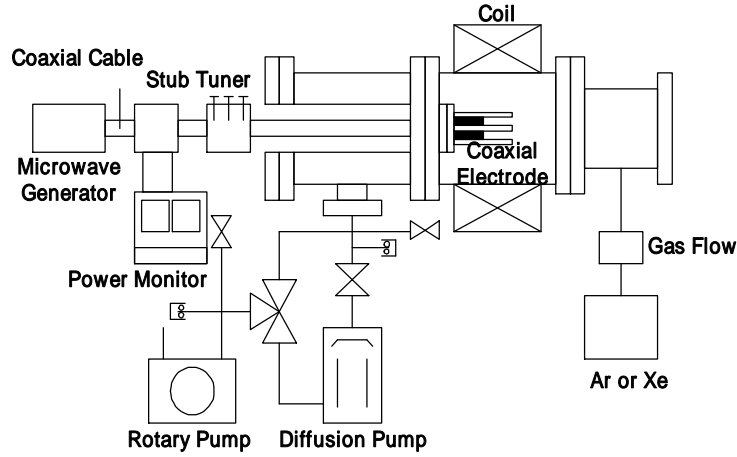 Coil
Coaxial Cable
Stub Tuner
Microwave
Generator
Coaxial
Electrode
Power Monitor
Gas Flow
Ar or Xe
Rotary Pump
Diffusion Pump